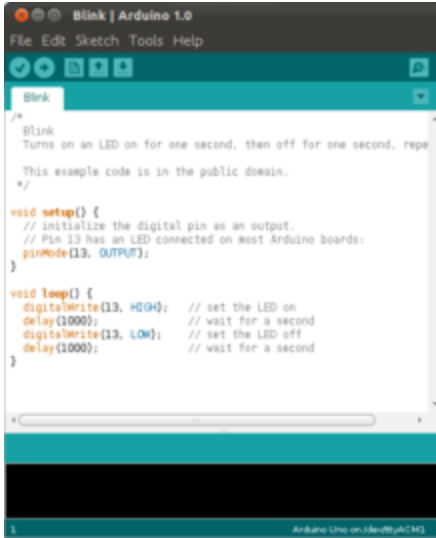 Blink | Arduino 1.0
File Edit Sketch Tools Help
Blink
/*
  Blink
  Turns on an LED on for one second, then off for one second, repe

  This example code is in the public domain.
 */

void setup() {
  // initialize the digital pin as an output.
  // Pin 13 has an LED connected on most Arduino boards:
  pinMode(13, OUTPUT);
}

void loop() {
  digitalWrite(13, HIGH);   // set the LED on
  delay(1000);              // wait for a second
  digitalWrite(13, LOW);    // set the LED off
  delay(1000);              // wait for a second
}
1
Arduino Uno on /dev/ttyACM1